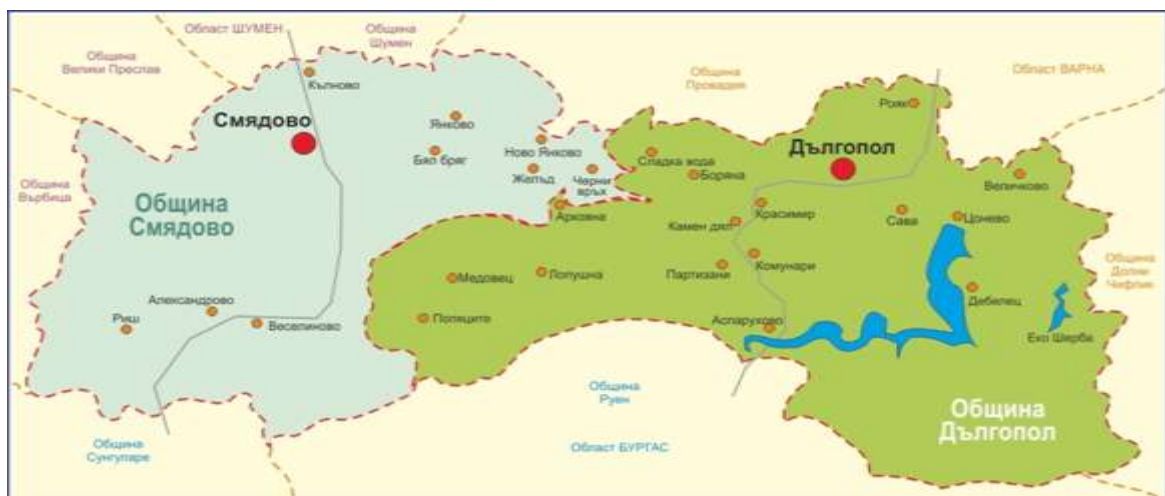 Област ШУМЕН
Община
Шумен
Община
Велики Преслав
Кълново
Община
Провадия
Област ВАРНА
Рояк
Смядово
Янково
Бял бряг
Ново Янково
Желъд
Черни
връх
Сладка вода
Боряна
Дългопол
Величково
Община
Върбица
Община
Смядово
Арковна
Красимир
Камен дял
Сава
Цонево
Медовец
Лопушна
Партизани
Комунари
Община
Долни
Чифлик
Александрово
Риш
Веселиново
Поляците
Аспарухово
Дебелец
Еко Шерба
Община
Руен
Община
Дългопол
Община
Сунгуларе
Област БУРГАС